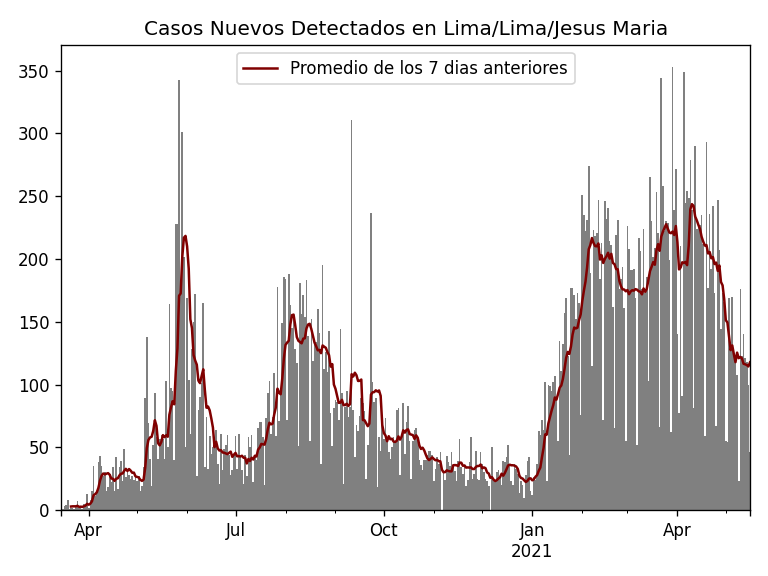 Casos Nuevos Detectados en Lima/Lima/Jesus Maria
Promedio de los 7 dias anteriores
350
300
250
200
150
100
50
0
Apr
Jul
Oct
Jan
2021
Apr